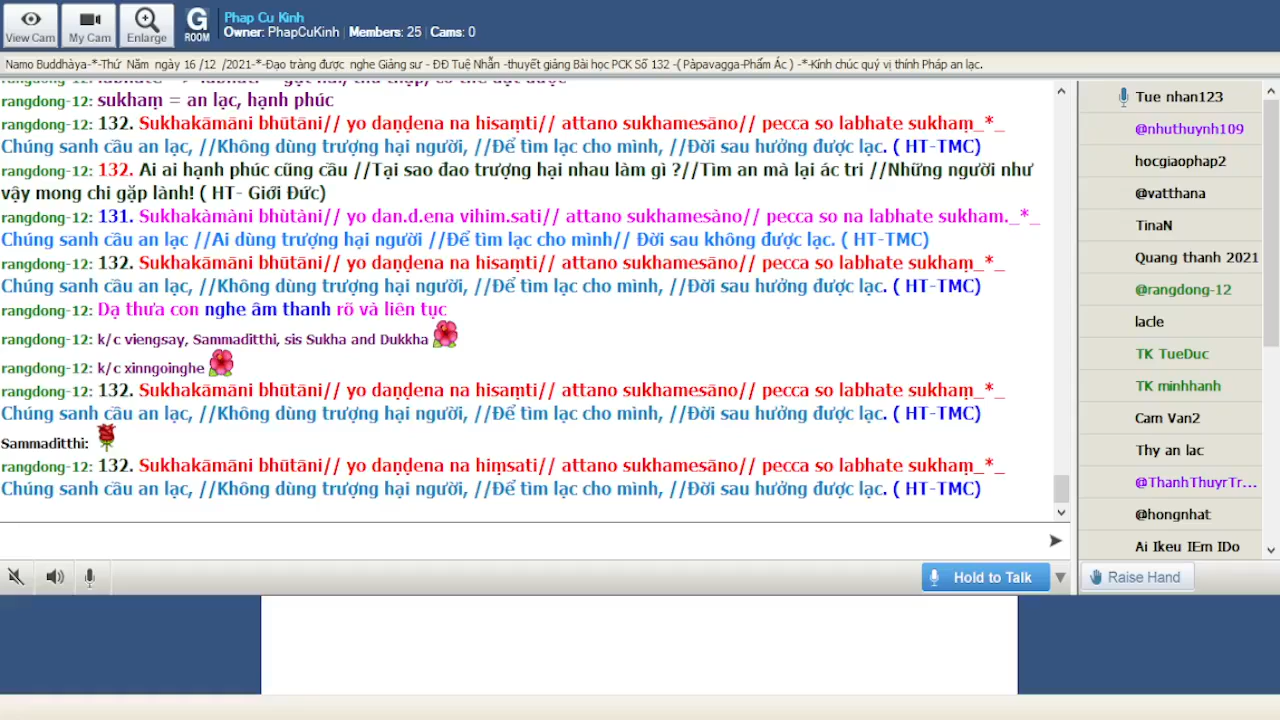 View Cam
My Cam
Enlarge
G ROOM
Phap Cu Kinh
Owner: PhapCuKinh | Members: 25 | Cams: 0
Namo Buddhàya-*-Thứ Năm ngày 16 /12 /2021-*-Đạo tràng được nghe Giảng sư - ĐĐ Tuệ Nhẫn -thuyết giảng Bài học PCK Số 132 -( Pàpavagga-Phẩm Ác ) -*-Kính chúc quý vị thính Pháp an lạc.
rangdong-12: sukhaṃ = an lạc, hạnh phúc
rangdong-12: 132. Sukhakāmāni bhūtāni// yo daṇḍena na hisaṃti// attano sukhamesāno// pecca so labhate sukhaṃ_*_
Chúng sanh cầu an lạc, //Không dùng trượng hại người, //Để tìm lạc cho mình, //Đời sau hưởng được lạc. ( HT-TMC)
rangdong-12: 132. Ai ai hạnh phúc cũng cầu //Tại sao đao trượng hại nhau làm gì ?//Tìm an mà lại ác tri //Những người như
vậy mong chi gặp lành! ( HT- Giới Đức)
rangdong-12: 131. Sukhakàmàni bhùtàni// yo dan.d.ena vihim.sati// attano sukhamesàno// pecca so na labhate sukham._*_
Chúng sanh cầu an lạc //Ai dùng trượng hại người //Để tìm lạc cho mình// Đời sau không được lạc. ( HT-TMC)
rangdong-12: 132. Sukhakāmāni bhūtāni// yo daṇḍena na hisaṃti// attano sukhamesāno// pecca so labhate sukhaṃ_*_
Chúng sanh cầu an lạc, //Không dùng trượng hại người, //Để tìm lạc cho mình, //Đời sau hưởng được lạc. ( HT-TMC)
rangdong-12: Dạ thưa con nghe âm thanh rõ và liên tục
rangdong-12: k/c viengsay, Sammadìtthi, sis Sukha and Dukkha
rangdong-12: k/c xinngoinghe
rangdong-12: 132. Sukhakāmāni bhūtāni// yo daṇḍena na hisaṃti// attano sukhamesāno// pecca so labhate sukhaṃ_*_
Chúng sanh cầu an lạc, //Không dùng trượng hại người, //Để tìm lạc cho mình, //Đời sau hưởng được lạc. ( HT-TMC)
Sammadìtthi:
rangdong-12: 132. Sukhakāmāni bhūtāni// yo daṇḍena na hiṃsati// attano sukhamesāno// pecca so labhate sukhaṃ_*_
Chúng sanh cầu an lạc, //Không dùng trượng hại người, //Để tìm lạc cho mình, //Đời sau hưởng được lạc. ( HT-TMC)
Hold to Talk
Tue nhan123
@nhuthuynh109
hocgiaophap2
@vatthana
TinaN
Quang thanh 2021
@rangdong-12
lacle
TK TueDuc
TK minhhanh
Cam Van2
Thy an lac
@ThanhThuyrTr...
@hongnhat
Ai Ikeu IEm IDo
Raise Hand